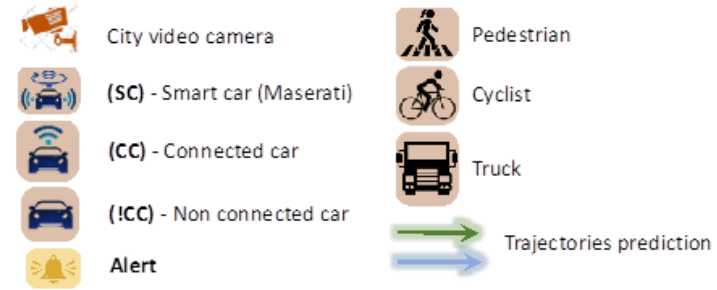 City video camera
(SC) - Smart car (Maserati)
(CC) - Connected car
(!CC) - Non connected car
Alert
Pedestrian
Cyclist
Truck
Trajectories prediction